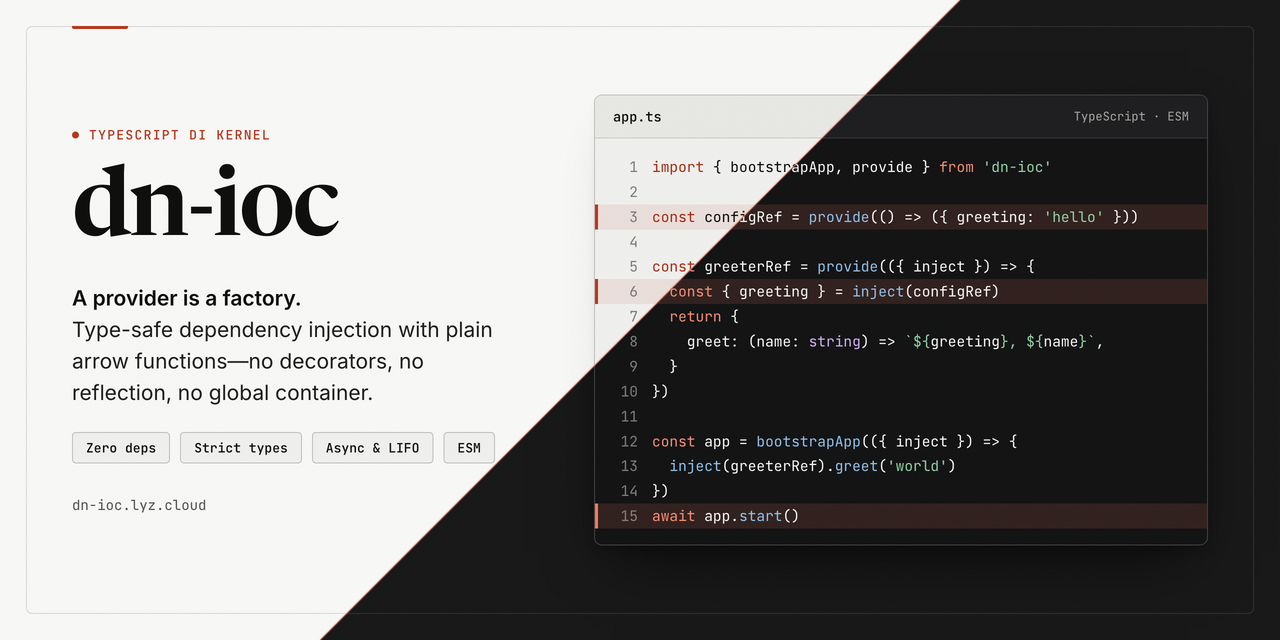 TYPESCRIPT DI KERNEL
dn-ioc
A provider is a factory.
Type-safe dependency injection with plain
arrow functions—no decorators, no
reflection, no global container.
Zero deps
Strict types
Async & LIFO
ESM
dn-ioc.lyz.cloud
app.ts
TypeScript · ESM
1 import { bootstrapApp, provide } from 'dn-ioc'
2
3 const configRef = provide(() => ({ greeting: 'hello' }))
4
5 const greeterRef = provide(({ inject }) => {
6   const { greeting } = inject(configRef)
7   return {
8     greet: (name: string) => `${greeting}, ${name}`,
9   }
10 })
11
12 const app = bootstrapApp(({ inject }) => {
13   inject(greeterRef).greet('world')
14 })
15 await app.start()